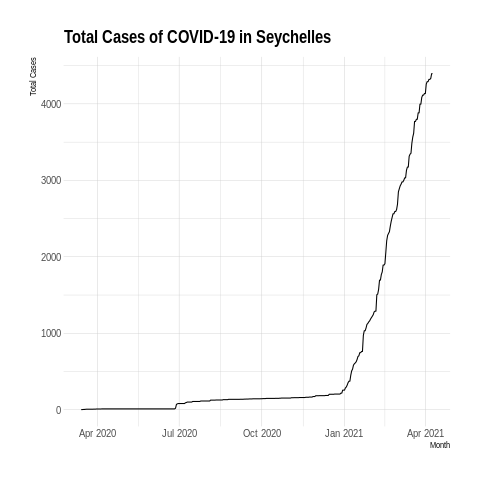 Total Cases of COVID-19 in Seychelles
Total Cases
4000
3000
2000
1000
0
Apr 2020 Jul 2020 Oct 2020 Jan 2021 Apr 2021
Month